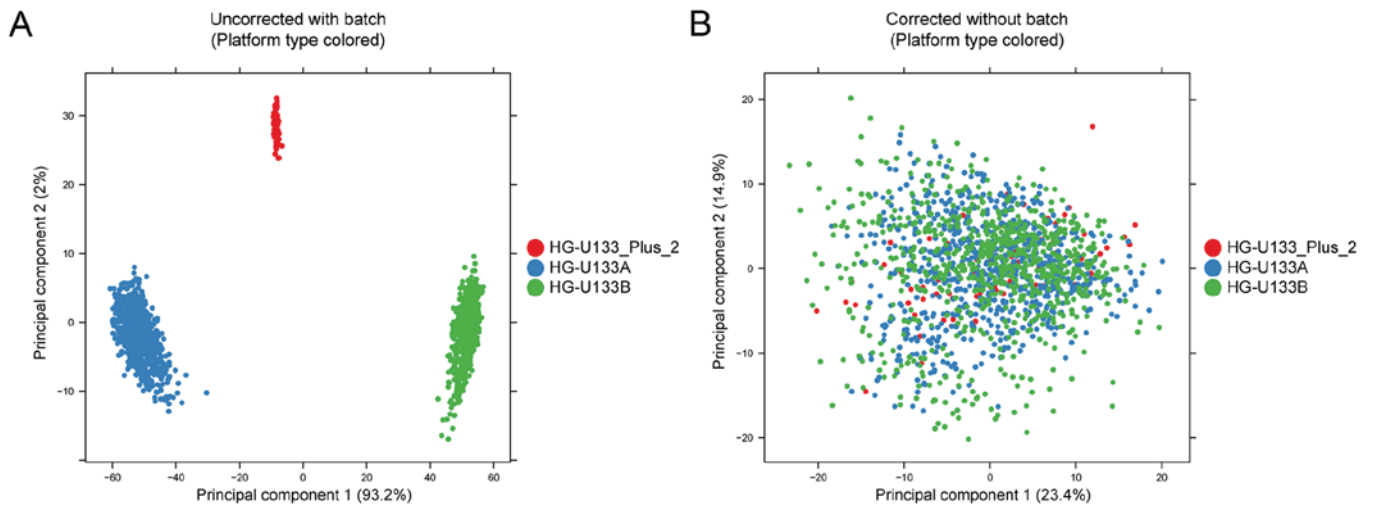 A
Uncorrected with batch
(Platform type colored)
30
20
10
0
−10
Principal component 2 (2%)
−60
−40
−20
0
20
40
60
Principal component 1 (93.2%)
HG-U133_Plus_2
HG-U133A
HG-U133B
B
Corrected without batch
(Platform type colored)
20
10
0
−10
−20
Principal component 2 (14.9%)
−20
−10
0
10
20
Principal component 1 (23.4%)
HG-U133_Plus_2
HG-U133A
HG-U133B